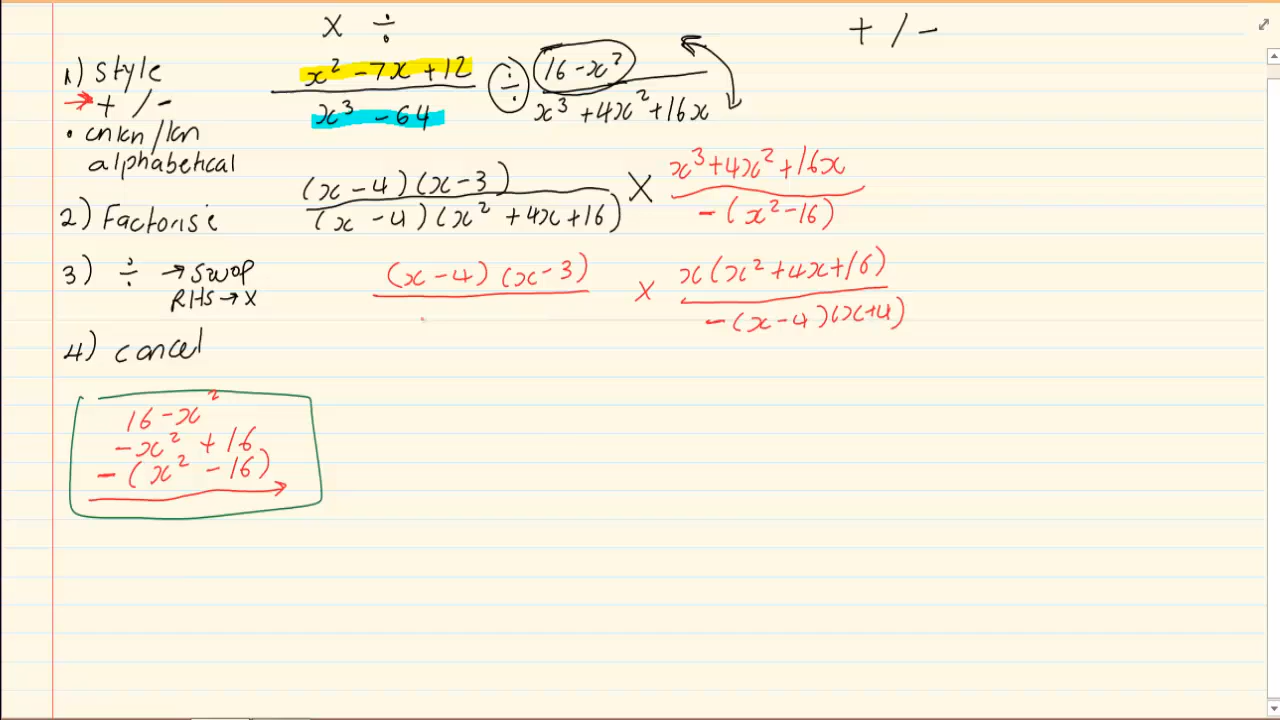 × ÷
+ / -
1) Style
→ + / -
• cnkn/kn
alphabetical
2) Factorise
3) ÷ → Swop
RHS → X
4) cancel
x² - 7x + 12 / x³ - 64 ÷ 16 - x² / x³ + 4x² + 16x
(x - 4)(x - 3) / (x - 4)(x² + 4x + 16) × x³ + 4x² + 16x / -(x² - 16)
(x - 4)(x - 3) / × x(x² + 4x + 16) / -(x - 4)(x + 4)
16 - x²
-x² + 16
-(x² - 16)